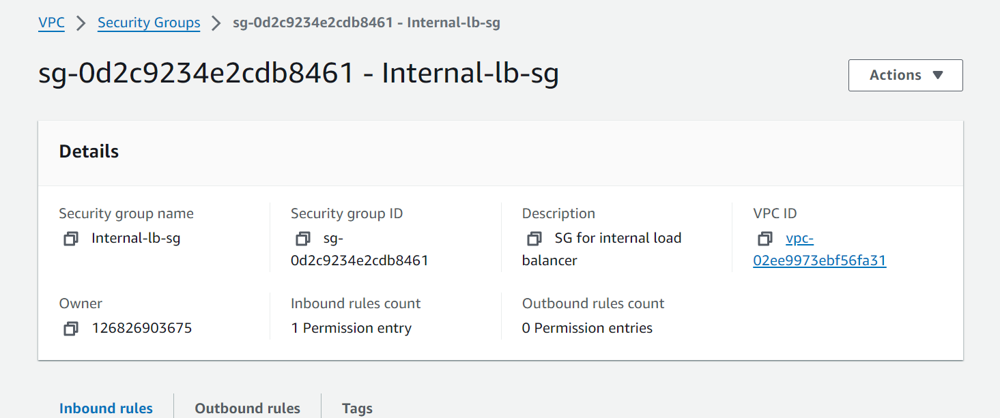 VPC > Security Groups > sg-0d2c9234e2cdb8461 - Internal-lb-sg
sg-0d2c9234e2cdb8461 - Internal-lb-sg
Actions
Details
Security group name
Internal-lb-sg
Security group ID
sg-
0d2c9234e2cdb8461
Description
SG for internal load
balancer
VPC ID
vpc-
02ee9973ebf56fa31
Owner
126826903675
Inbound rules count
1 Permission entry
Outbound rules count
0 Permission entries
Inbound rules
Outbound rules
Tags